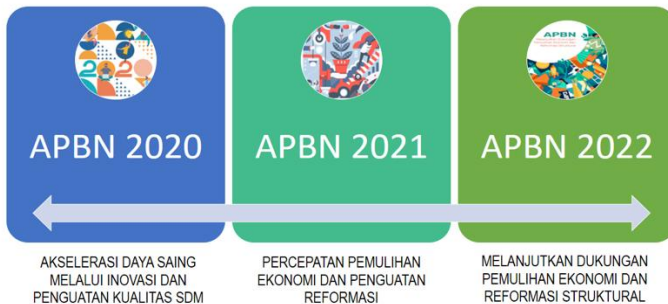 APBN
APBN 2020
APBN 2021
APBN 2022
AKSELERASI DAYA SAING
MELALUI INOVASI DAN
PENGUATAN KUALITAS SDM
PERCEPATAN PEMULIHAN
EKONOMI DAN PENGUATAN
REFORMASI
MELANJUTKAN DUKUNGAN
PEMULIHAN EKONOMI DAN
REFORMASI STRUKTURAL